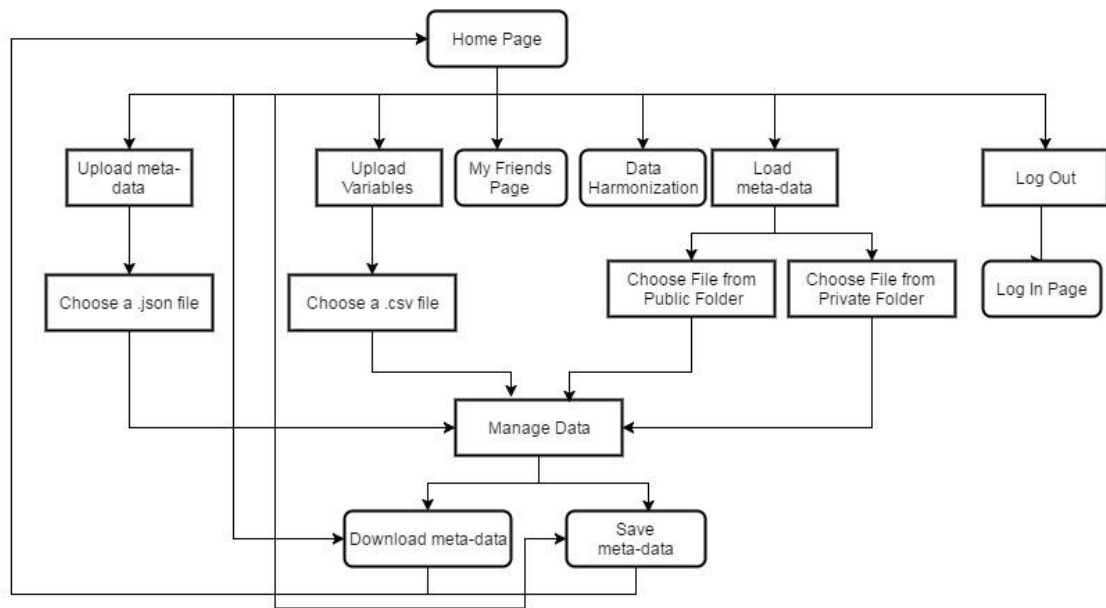 Home Page
Upload meta-
data
Upload
Variables
My Friends
Page
Data
Harmonization
Load
meta-data
Log Out
Choose a .json file
Choose a .csv file
Choose File from
Public Folder
Choose File from
Private Folder
Log In Page
Manage Data
Download meta-data
Save
meta-data